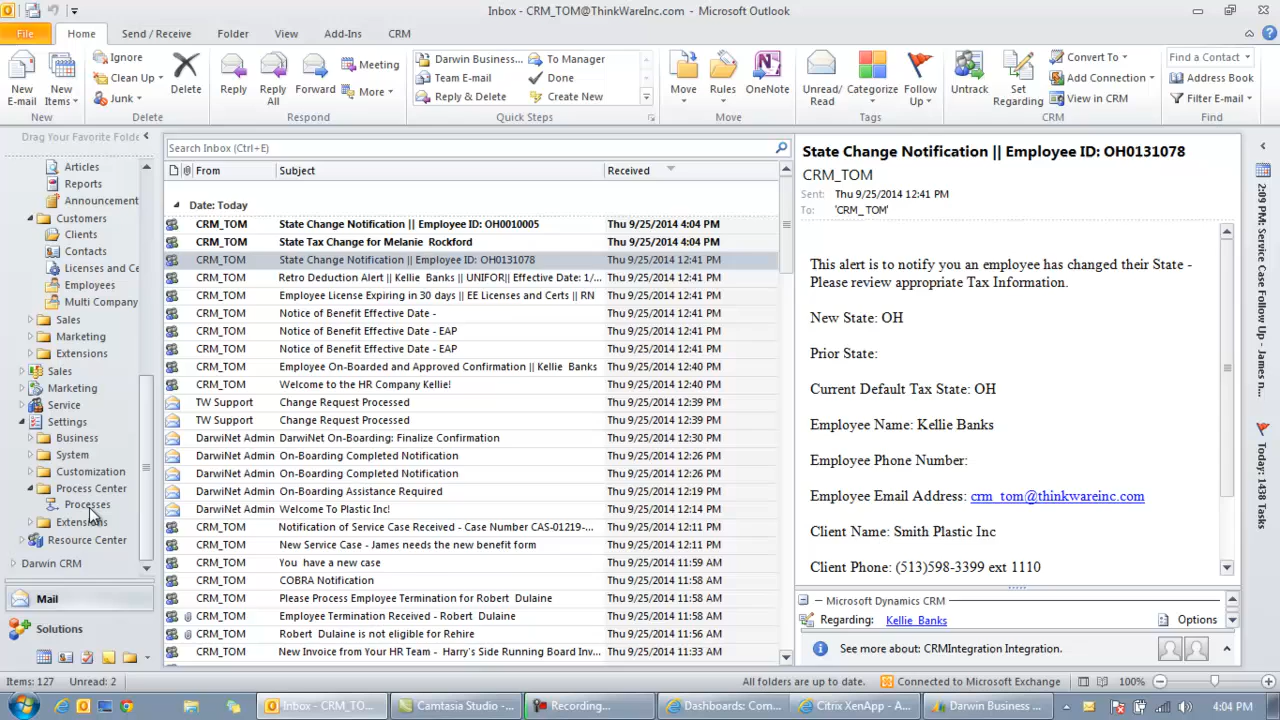 Inbox - CRM_TOM@ThinkWareInc.com - Microsoft Outlook
File Home Send / Receive Folder View Add-Ins CRM
New E-mail
New Items
New
Ignore
Clean Up
Junk
Delete
Delete
Reply
Reply All
Forward
Meeting
More
Respond
Darwin Business...
Team E-mail
Reply & Delete
To Manager
Done
Create New
Quick Steps
Move
Rules
OneNote
Move
Unread/ Read
Categorize
Follow Up
Tags
Untrack
Set Regarding
Convert To
Add Connection
View in CRM
CRM
Find a Contact
Address Book
Filter E-mail
Find
Drag Your Favorite Folde
Articles
Reports
Announcement
Customers
Clients
Contacts
Licenses and Ce
Employees
Multi Company
Sales
Marketing
Extensions
Sales
Marketing
Service
Settings
Business
System
Customization
Process Center
Processes
Extens
Resource Center
Darwin CRM
Mail
Solutions
Search Inbox (Ctrl+E)
From Subject Received
Date: Today
CRM_TOM State Change Notification || Employee ID: OH0010005 Thu 9/25/2014 4:04 PM
CRM_TOM State Tax Change for Melanie Rockford Thu 9/25/2014 4:04 PM
CRM_TOM State Change Notification || Employee ID: OH0131078 Thu 9/25/2014 12:41 PM
CRM_TOM Retro Deduction Alert || Kellie Banks || UNIFOR|| Effective Date: 1/... Thu 9/25/2014 12:41 PM
CRM_TOM Employee License Expiring in 30 days || EE Licenses and Certs || RN Thu 9/25/2014 12:41 PM
CRM_TOM Notice of Benefit Effective Date - Thu 9/25/2014 12:41 PM
CRM_TOM Notice of Benefit Effective Date - EAP Thu 9/25/2014 12:41 PM
CRM_TOM Notice of Benefit Effective Date - EAP Thu 9/25/2014 12:41 PM
CRM_TOM Employee On-Boarded and Approved Confirmation || Kellie Banks Thu 9/25/2014 12:40 PM
CRM_TOM Welcome to the HR Company Kellie! Thu 9/25/2014 12:40 PM
TW Support Change Request Processed Thu 9/25/2014 12:39 PM
TW Support Change Request Processed Thu 9/25/2014 12:39 PM
DarwiNet Admin DarwiNet On-Boarding: Finalize Confirmation Thu 9/25/2014 12:30 PM
DarwiNet Admin On-Boarding Completed Notification Thu 9/25/2014 12:26 PM
DarwiNet Admin On-Boarding Completed Notification Thu 9/25/2014 12:26 PM
DarwiNet Admin On-Boarding Assistance Required Thu 9/25/2014 12:26 PM
DarwiNet Admin Welcome To Plastic Inc! Thu 9/25/2014 12:14 PM
CRM_TOM Notification of Service Case Received - Case Number CAS-01219-... Thu 9/25/2014 12:11 PM
CRM_TOM New Service Case - James needs the new benefit form Thu 9/25/2014 12:11 PM
CRM_TOM You have a new case Thu 9/25/2014 11:59 AM
CRM_TOM COBRA Notification Thu 9/25/2014 11:58 AM
CRM_TOM Please Process Employee Termination for Robert Dulaine Thu 9/25/2014 11:58 AM
CRM_TOM Employee Termination Received - Robert Dulaine Thu 9/25/2014 11:58 AM
CRM_TOM Robert Dulaine is not eligible for Rehire Thu 9/25/2014 11:56 AM
CRM_TOM New Invoice from Your HR Team - Harry's Side Running Board Inv... Thu 9/25/2014 11:33 AM
State Change Notification || Employee ID: OH0131078
CRM_TOM
Sent: Thu 9/25/2014 12:41 PM
To: 'CRM_ TOM'
This alert is to notify you an employee has changed their State -
Please review appropriate Tax Information.
New State: OH
Prior State:
Current Default Tax State: OH
Employee Name: Kellie Banks
Employee Phone Number:
Employee Email Address: crm_tom@thinkwareinc.com
Client Name: Smith Plastic Inc
Client Phone: (513)598-3399 ext 1110
Microsoft Dynamics CRM
Regarding: Kellie Banks Options
See more about: CRMIntegration Integration.
2:09 PM: Service Case Follow Up - James n...
Today: 1438 Tasks
Items: 127 Unread: 2 All folders are up to date. Connected to Microsoft Exchange 100%
Inbox - CRM_TO... Camtasia Studio -... Recording... Dashboards: Com... Citrix XenApp - A... Darwin Business ... 4:04 PM